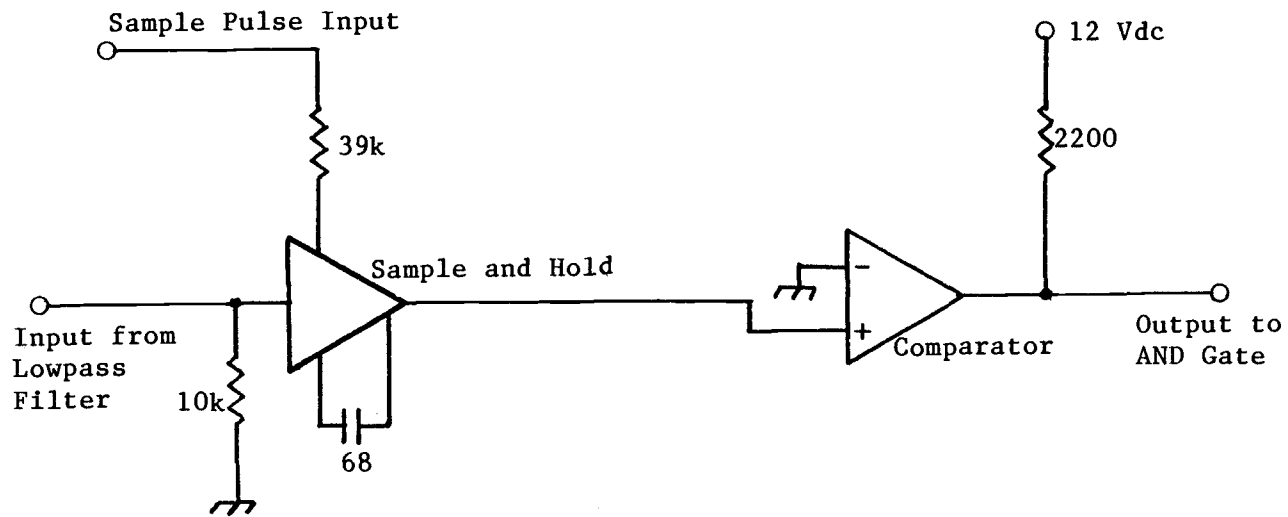 Sample Pulse Input
12 Vdc
39k
2200
Sample and Hold
Input from
Lowpass
Filter
10k
68
−
+
Comparator
Output to
AND Gate